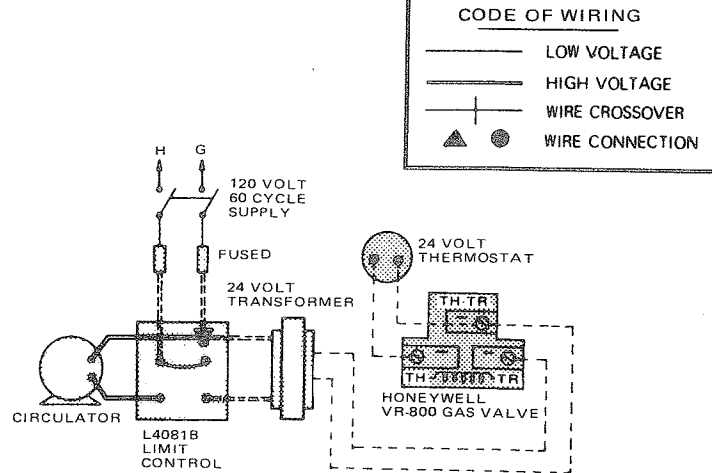 CODE OF WIRING
LOW VOLTAGE
HIGH VOLTAGE
WIRE CROSSOVER
WIRE CONNECTION
H
G
120 VOLT
60 CYCLE
SUPPLY
FUSED
24 VOLT
TRANSFORMER
24 VOLT
THERMOSTAT
TH-TR
TH
TR
HONEYWELL
VR-800 GAS VALVE
CIRCULATOR
L4081B
LIMIT
CONTROL